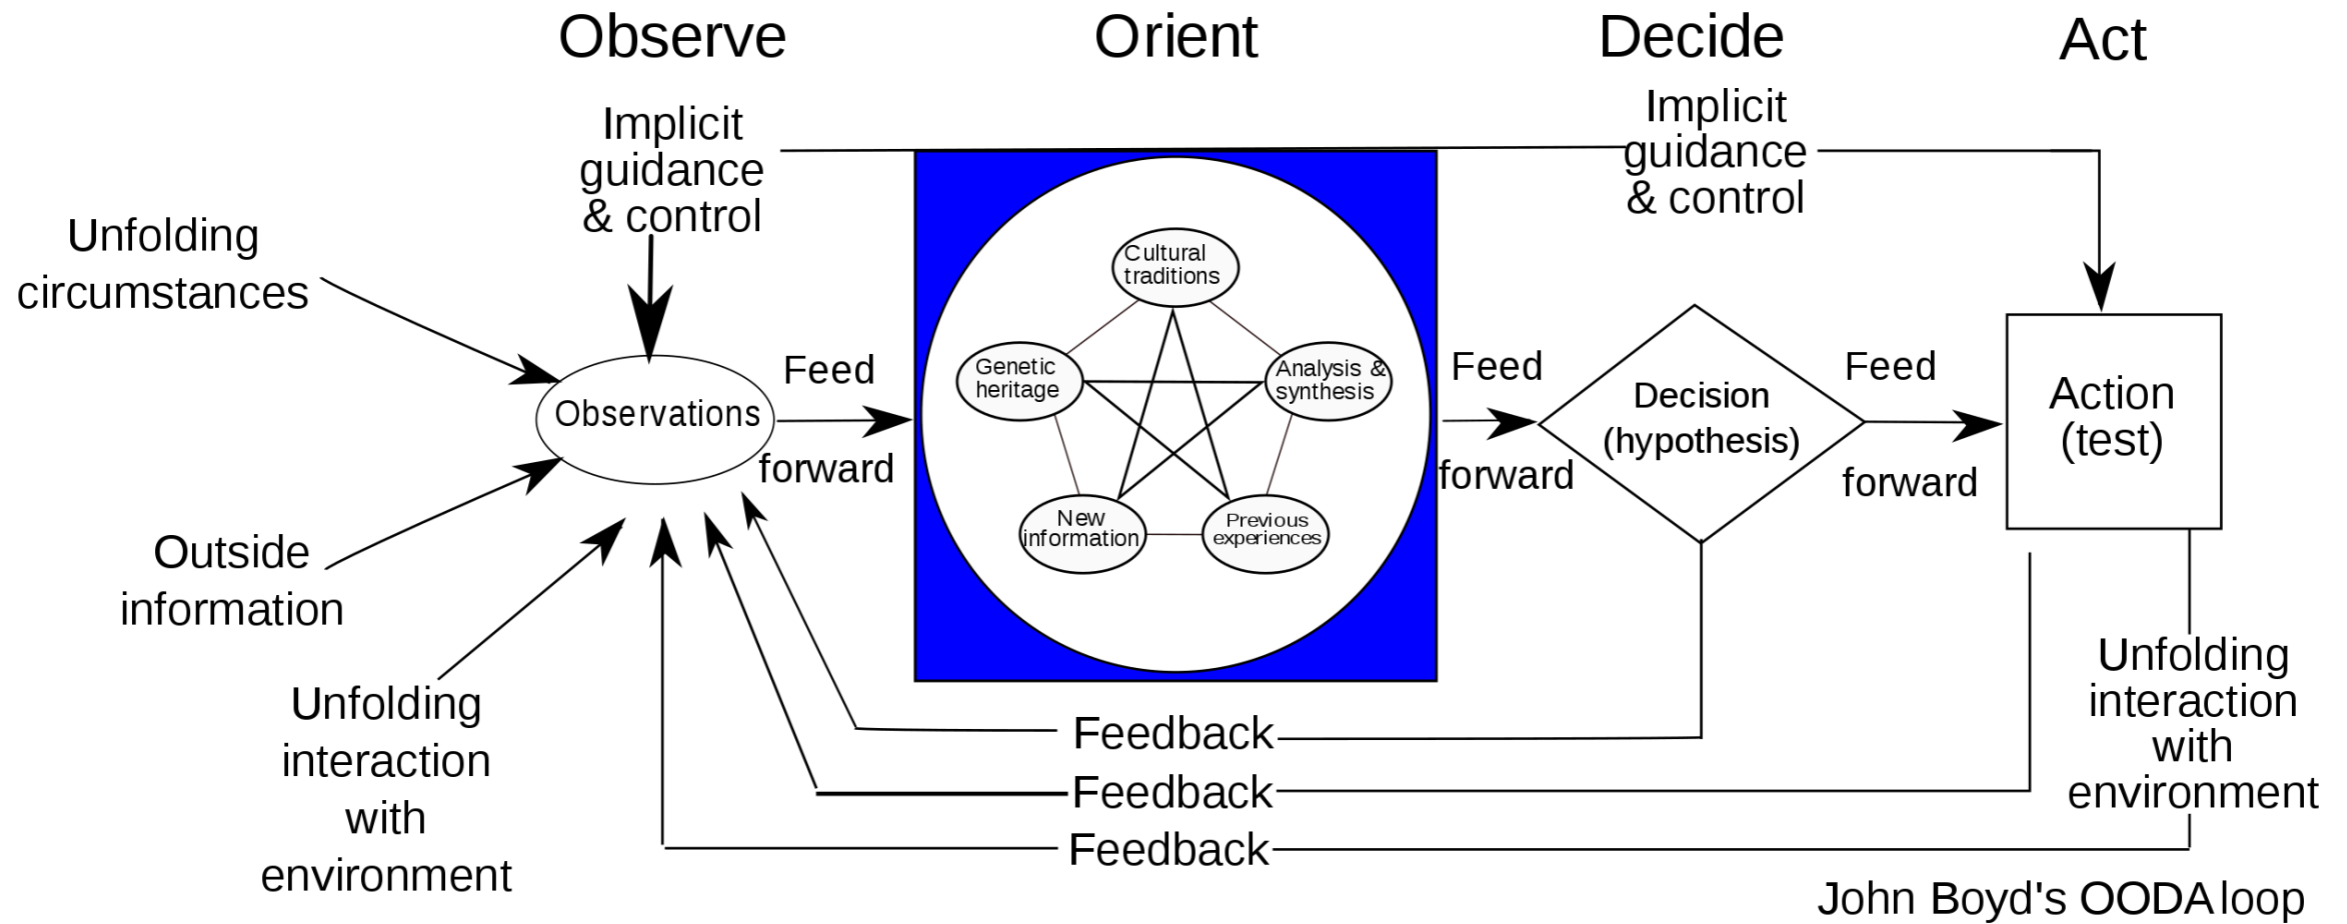 Observe
Orient
Decide
Act
Implicit
guidance
& control
Implicit
guidance
& control
Unfolding
circumstances
Cultural
traditions
Genetic
heritage
Analysis &
synthesis
New
information
Previous
experiences
Observations
Feed
forward
Feed
forward
Decision
(hypothesis)
Feed
forward
Action
(test)
Outside
information
Unfolding
interaction
with
environment
Unfolding
interaction
with
environment
Feedback
Feedback
Feedback
John Boyd's OODA loop